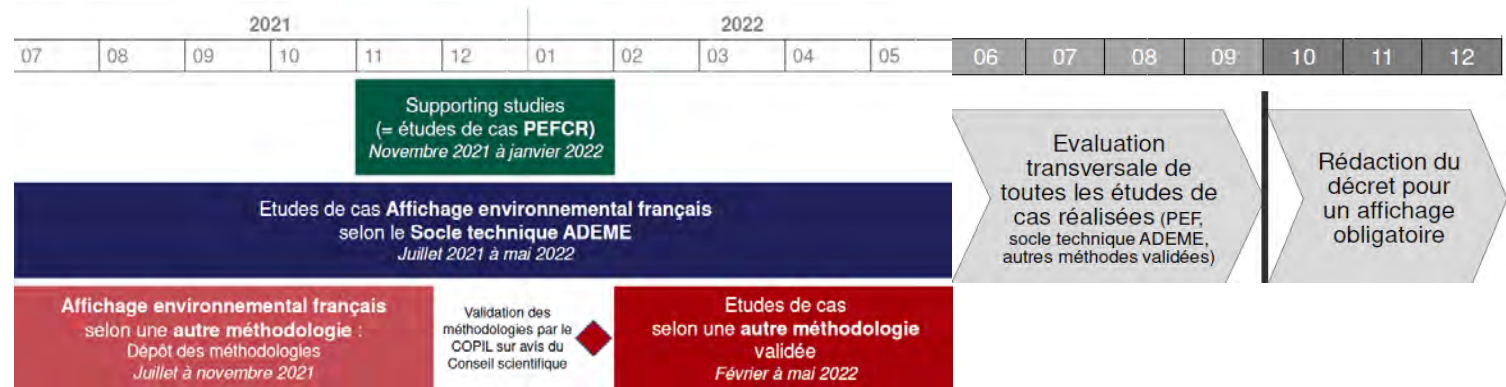 2021
2022
07 08 09 10 11 12 01 02 03 04 05 06 07 08 09 10 11 12
Supporting studies
(= études de cas PEFCR)
Novembre 2021 à janvier 2022
Etudes de cas Affichage environnemental français
selon le Socle technique ADEME
Juillet 2021 à mai 2022
Affichage environnemental français
selon une autre méthodologie :
Dépôt des méthodologies
Juillet à novembre 2021
Validation des
méthodologies par le
COPIL sur avis du
Conseil scientifique
Etudes de cas
selon une autre méthodologie
validée
Février à mai 2022
Evaluation
transversale de
toutes les études de
cas réalisées (PEF,
socle technique ADEME,
autres méthodes validées)
Rédaction du
décret pour
un affichage
obligatoire